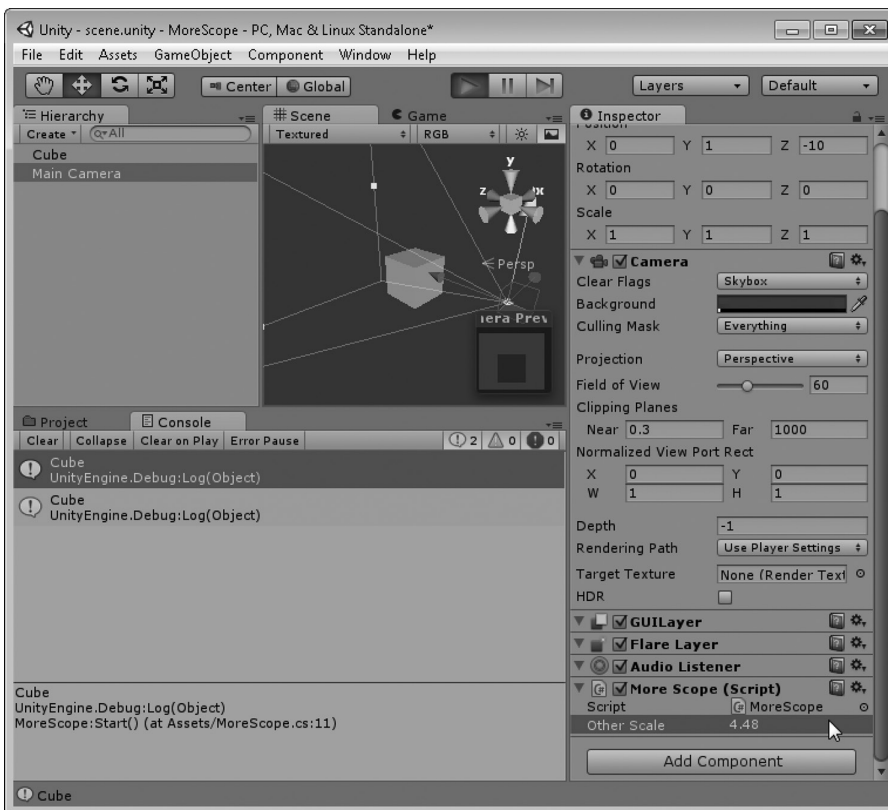 Unity - scene.unity - MoreScope - PC, Mac & Linux Standalone*
File Edit Assets GameObject Component Window Help
Center Global Layers Default
Hierarchy
Create All
Cube
Main Camera
Scene Game
Textured RGB
y
z x
Persp
iera Prev
Project Console
Clear Collapse Clear on Play Error Pause 2 0 0
Cube
UnityEngine.Debug:Log(Object)
Cube
UnityEngine.Debug:Log(Object)
Cube
UnityEngine.Debug:Log(Object)
MoreScope:Start() (at Assets/MoreScope.cs:11)
Cube
Inspector
Position
X 0 Y 1 Z -10
Rotation
X 0 Y 0 Z 0
Scale
X 1 Y 1 Z 1
Camera
Clear Flags Skybox
Background
Culling Mask Everything
Projection Perspective
Field of View 60
Clipping Planes
Near 0.3 Far 1000
Normalized View Port Rect
X 0 Y 0
W 1 H 1
Depth -1
Rendering Path Use Player Settings
Target Texture None (Render Text
HDR
GUILayer
Flare Layer
Audio Listener
More Scope (Script)
Script MoreScope
Other Scale 4.48
Add Component